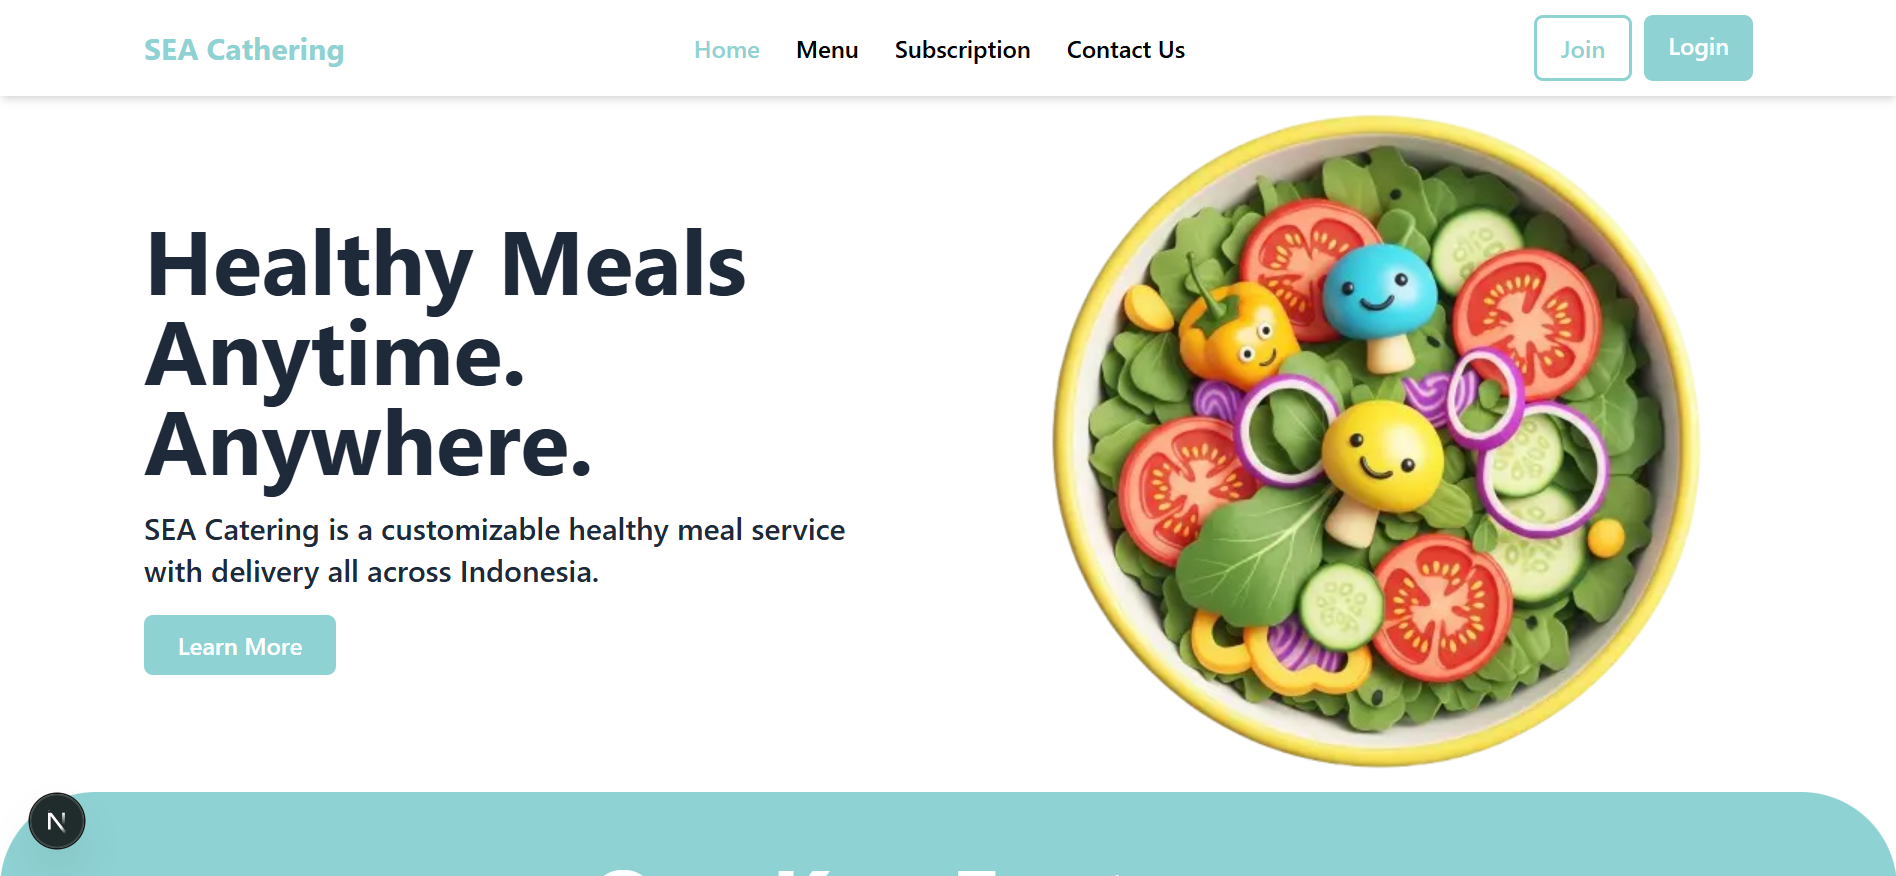 SEA Cathering
Home Menu Subscription Contact Us
Join
Login
Healthy Meals
Anytime.
Anywhere.
SEA Catering is a customizable healthy meal service
with delivery all across Indonesia.
Learn More
N